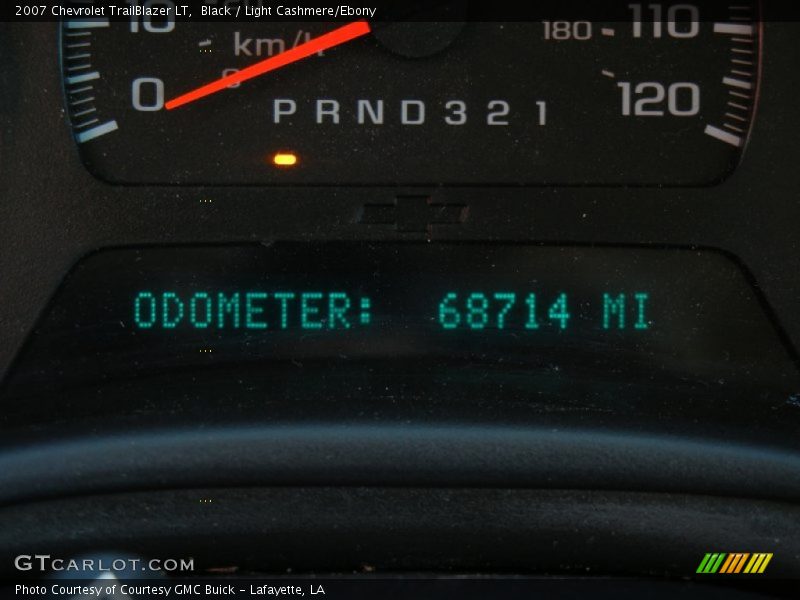 2007 Chevrolet TrailBlazer LT, Black / Light Cashmere/Ebony
10 km/h 180 110
0 120
P R N D 3 2 1
ODOMETER: 68714 MI
GTCARLOT.COM
Photo Courtesy of Courtesy GMC Buick - Lafayette, LA